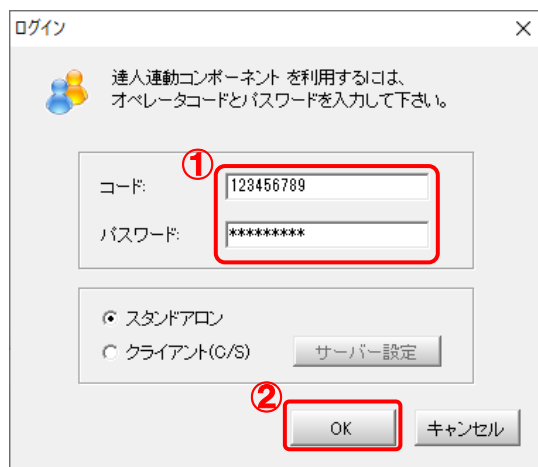 ログイン
達人連動コンポーネント を利用するには、
オペレータコードとパスワードを入力して下さい。
①
コード:
123456789
パスワード:
*********
スタンドアロン
クライアント(C/S)
サーバー設定
②
OK
キャンセル